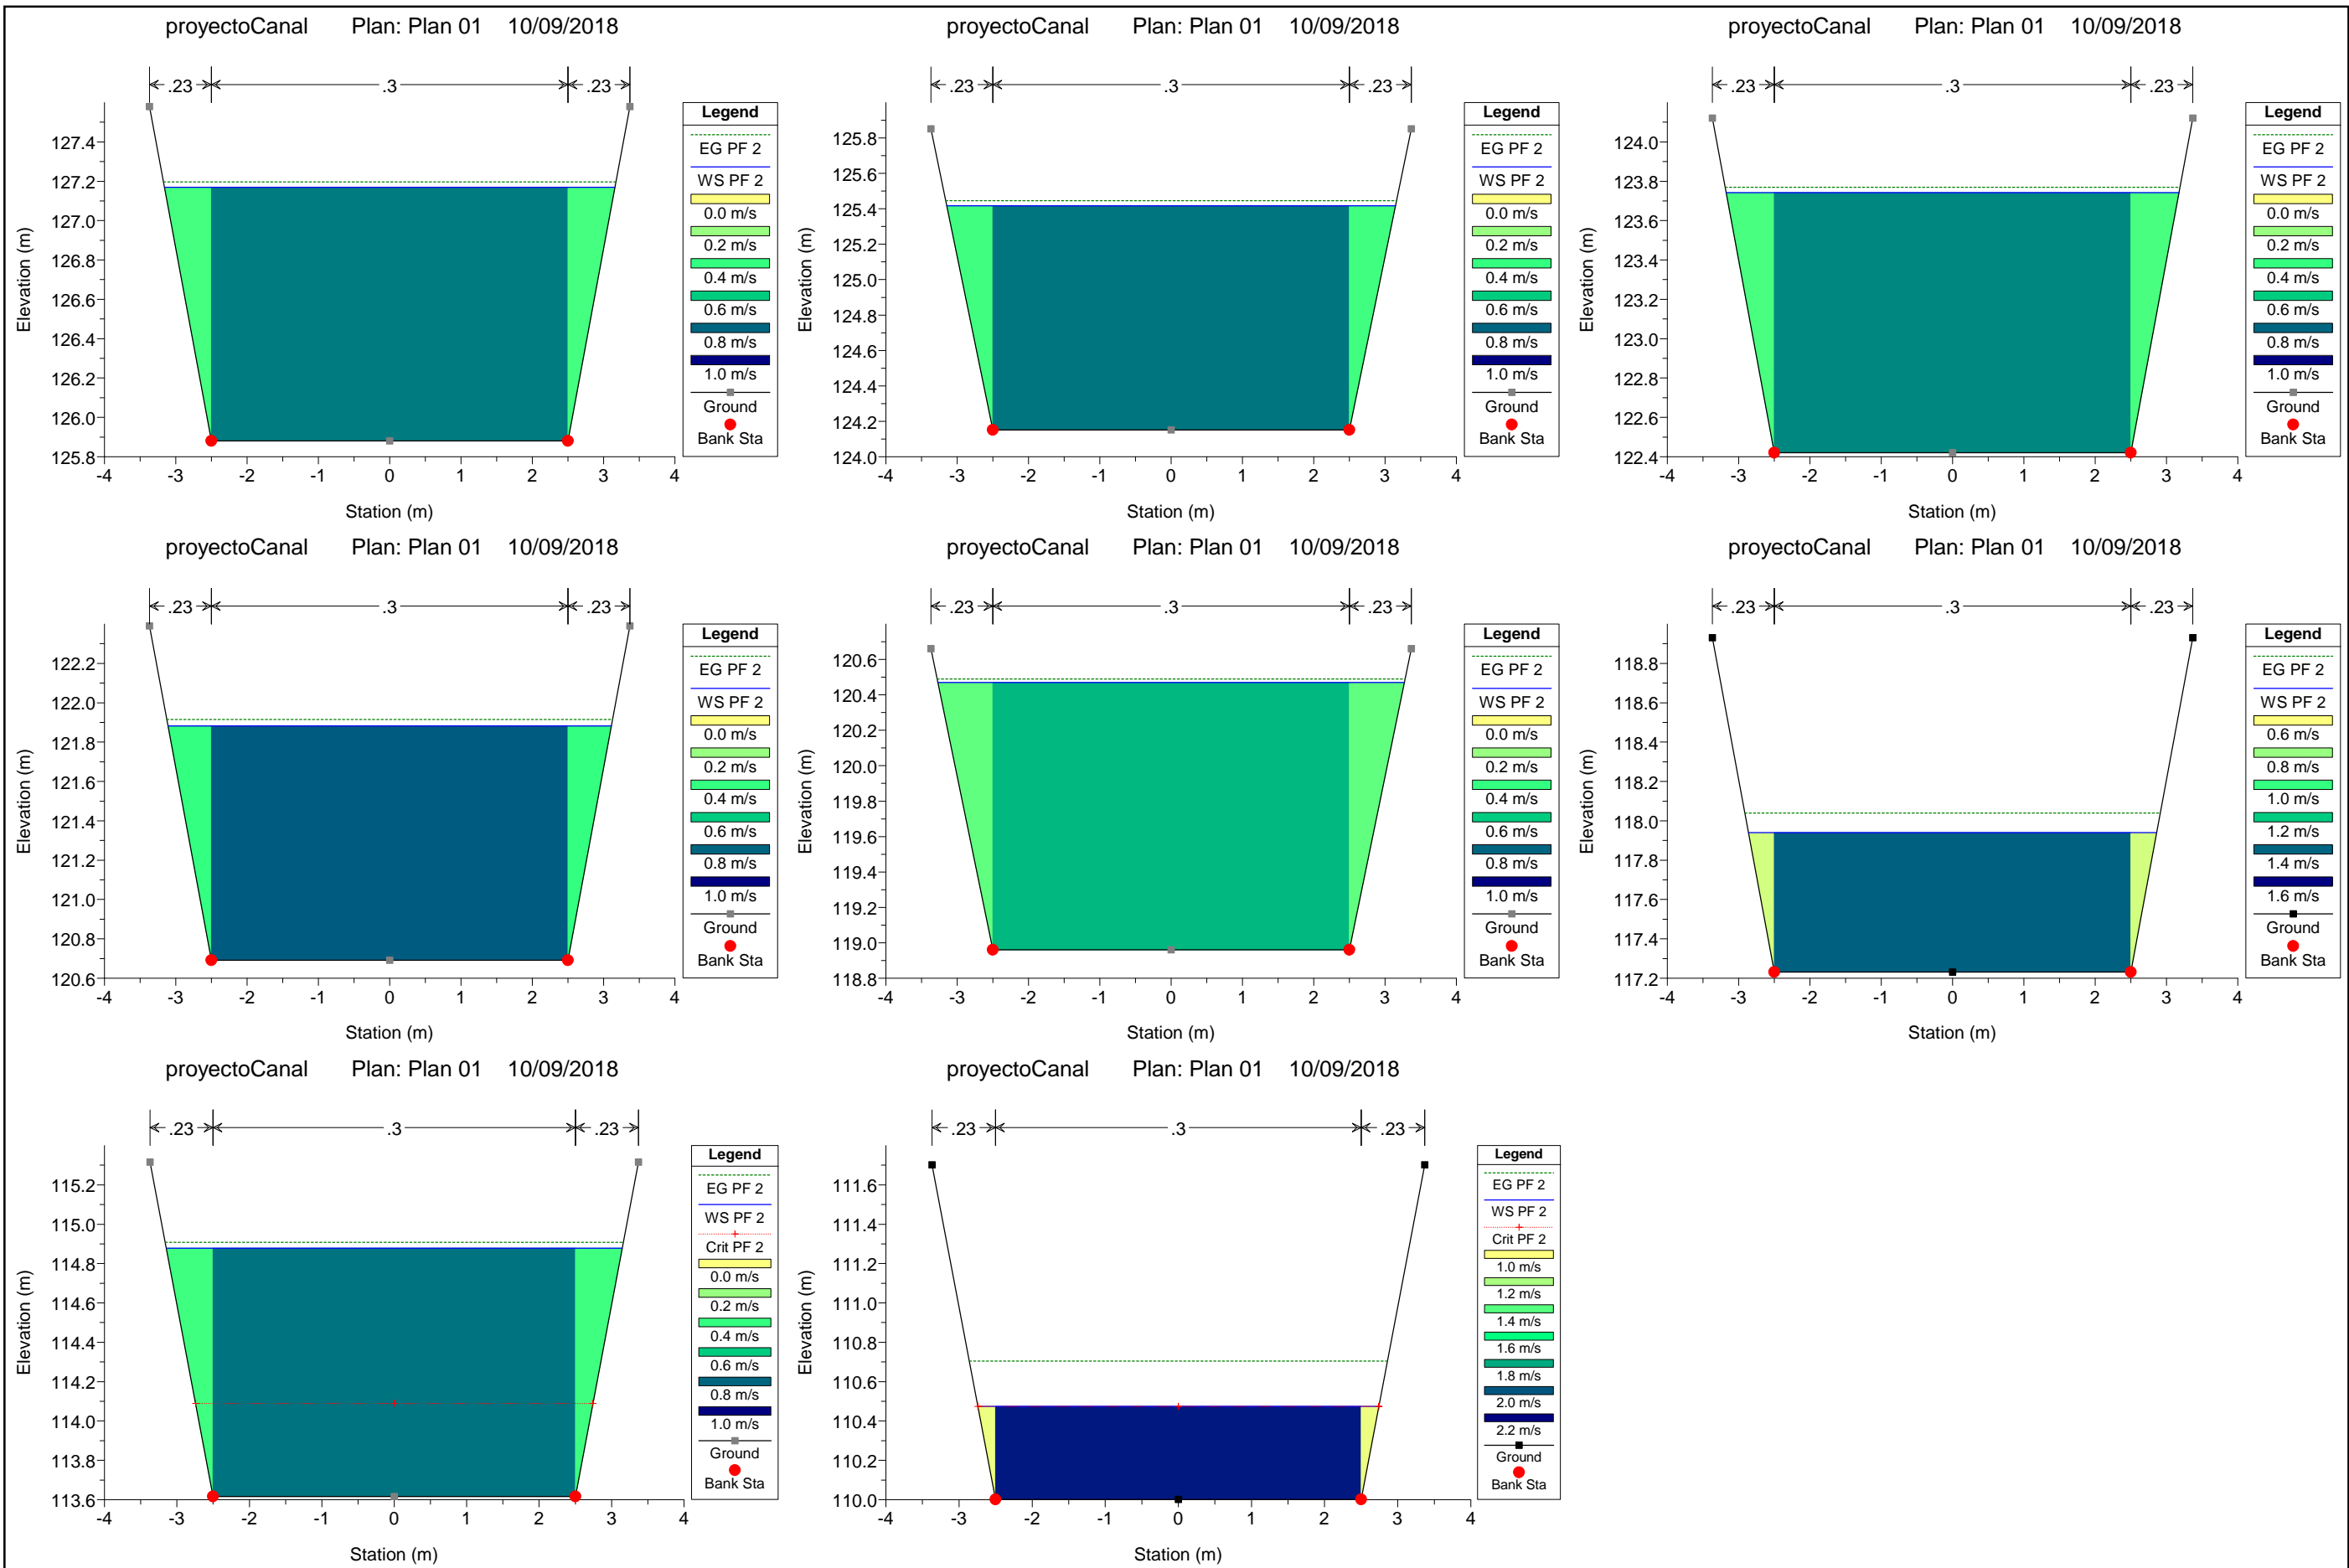 proyectoCanal Plan: Plan 01 10/09/2018
.23 .3 .23
Elevation (m)
127.4
127.2
127.0
126.8
126.6
126.4
126.2
126.0
125.8
-4 -3 -2 -1 0 1 2 3 4
Station (m)
Legend
EG PF 2
WS PF 2
0.0 m/s
0.2 m/s
0.4 m/s
0.6 m/s
0.8 m/s
1.0 m/s
Ground
Bank Sta
proyectoCanal Plan: Plan 01 10/09/2018
.23 .3 .23
Elevation (m)
125.8
125.6
125.4
125.2
125.0
124.8
124.6
124.4
124.2
124.0
-4 -3 -2 -1 0 1 2 3 4
Station (m)
Legend
EG PF 2
WS PF 2
0.0 m/s
0.2 m/s
0.4 m/s
0.6 m/s
0.8 m/s
1.0 m/s
Ground
Bank Sta
proyectoCanal Plan: Plan 01 10/09/2018
.23 .3 .23
Elevation (m)
124.0
123.8
123.6
123.4
123.2
123.0
122.8
122.6
122.4
-4 -3 -2 -1 0 1 2 3 4
Station (m)
Legend
EG PF 2
WS PF 2
0.0 m/s
0.2 m/s
0.4 m/s
0.6 m/s
0.8 m/s
1.0 m/s
Ground
Bank Sta
proyectoCanal Plan: Plan 01 10/09/2018
.23 .3 .23
Elevation (m)
122.2
122.0
121.8
121.6
121.4
121.2
121.0
120.8
120.6
-4 -3 -2 -1 0 1 2 3 4
Station (m)
Legend
EG PF 2
WS PF 2
0.0 m/s
0.2 m/s
0.4 m/s
0.6 m/s
0.8 m/s
1.0 m/s
Ground
Bank Sta
proyectoCanal Plan: Plan 01 10/09/2018
.23 .3 .23
Elevation (m)
120.6
120.4
120.2
120.0
119.8
119.6
119.4
119.2
119.0
118.8
-4 -3 -2 -1 0 1 2 3 4
Station (m)
Legend
EG PF 2
WS PF 2
0.0 m/s
0.2 m/s
0.4 m/s
0.6 m/s
0.8 m/s
1.0 m/s
Ground
Bank Sta
proyectoCanal Plan: Plan 01 10/09/2018
.23 .3 .23
Elevation (m)
118.8
118.6
118.4
118.2
118.0
117.8
117.6
117.4
117.2
-4 -3 -2 -1 0 1 2 3 4
Station (m)
Legend
EG PF 2
WS PF 2
0.6 m/s
0.8 m/s
1.0 m/s
1.2 m/s
1.4 m/s
1.6 m/s
Ground
Bank Sta
proyectoCanal Plan: Plan 01 10/09/2018
.23 .3 .23
Elevation (m)
115.2
115.0
114.8
114.6
114.4
114.2
114.0
113.8
113.6
-4 -3 -2 -1 0 1 2 3 4
Station (m)
Legend
EG PF 2
WS PF 2
Crit PF 2
0.0 m/s
0.2 m/s
0.4 m/s
0.6 m/s
0.8 m/s
1.0 m/s
Ground
Bank Sta
proyectoCanal Plan: Plan 01 10/09/2018
.23 .3 .23
Elevation (m)
111.6
111.4
111.2
111.0
110.8
110.6
110.4
110.2
110.0
-4 -3 -2 -1 0 1 2 3 4
Station (m)
Legend
EG PF 2
WS PF 2
Crit PF 2
1.0 m/s
1.2 m/s
1.4 m/s
1.6 m/s
1.8 m/s
2.0 m/s
2.2 m/s
Ground
Bank Sta